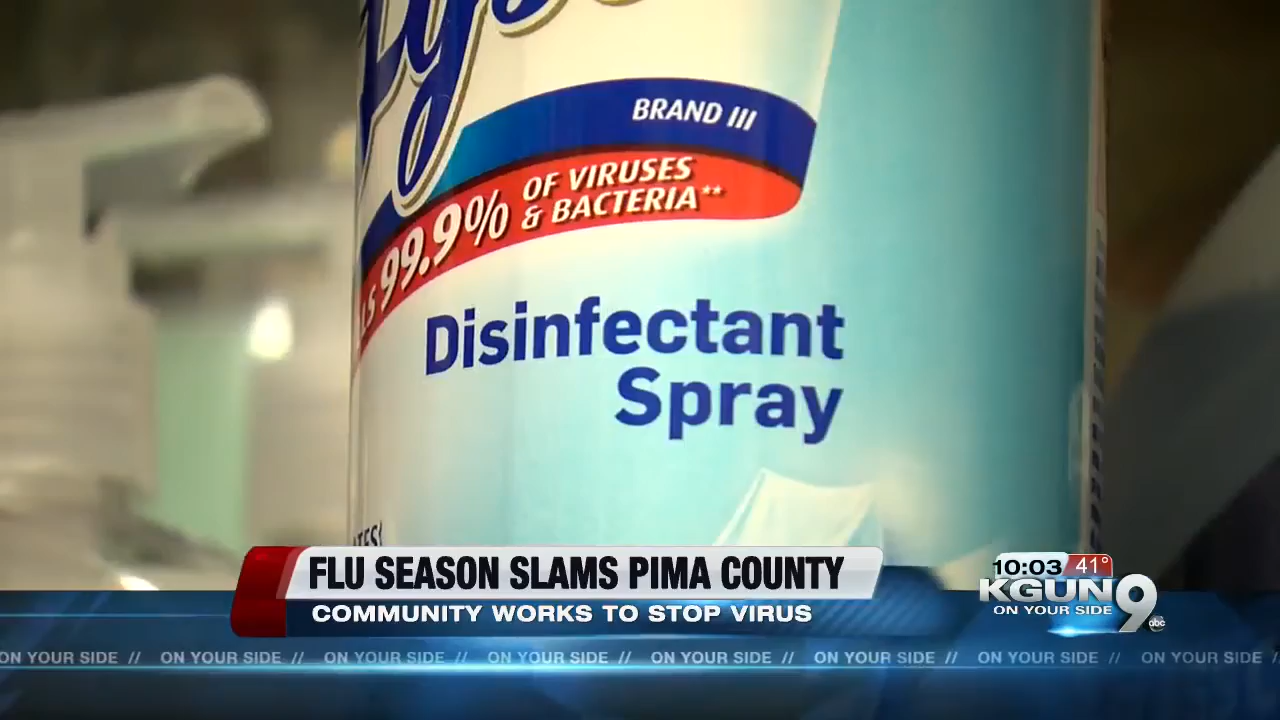 BRAND III
99.9% OF VIRUSES
& BACTERIA**
Disinfectant
Spray
FLU SEASON SLAMS PIMA COUNTY
COMMUNITY WORKS TO STOP VIRUS
10:03 41°
KGUN9
ON YOUR SIDE
abc
ON YOUR SIDE // ON YOUR SIDE // ON YOUR SIDE // ON YOUR SIDE // ON YOUR SIDE // ON YOUR SIDE // ON YOUR SIDE // ON YOUR SIDE /